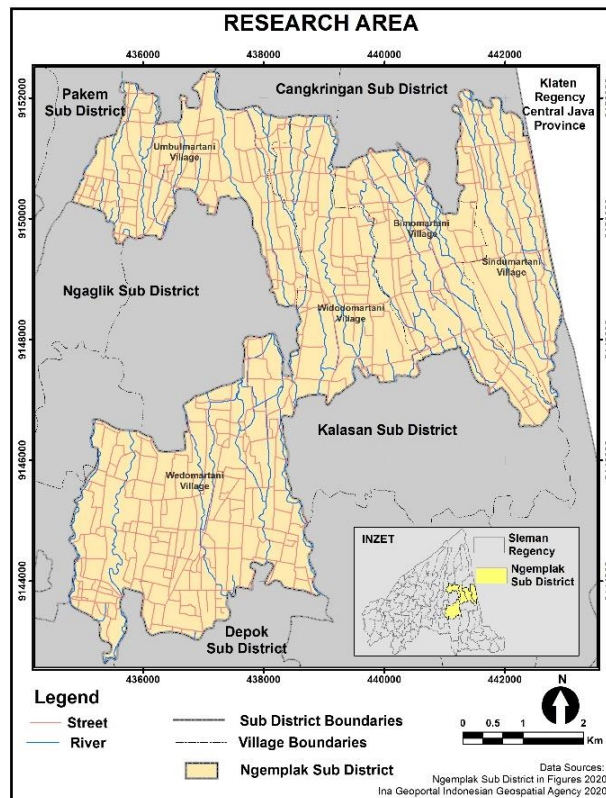 RESEARCH AREA
436000 438000 440000 442000
9152000
9150000
9148000
9146000
9144000
Pakem
Sub District
Cangkringan Sub District
Klaten
Regency
Central Java
Province
Umbulmartani
Village
Bimomartani
Village
Sindumartani
Village
Ngaglik Sub District
Widodomartani
Village
Kalasan Sub District
Wedomartani
Village
Depok
Sub District
INZET
Sleman
Regency
Ngemplak
Sub District
436000 438000 440000 442000
Legend
Street
River
Sub District Boundaries
Village Boundaries
Ngemplak Sub District
N
0 0.5 1 2
Km
Data Sources:
Ngemplak Sub District in Figures 2020
Ina Geoportal Indonesian Geospatial Agency 2020